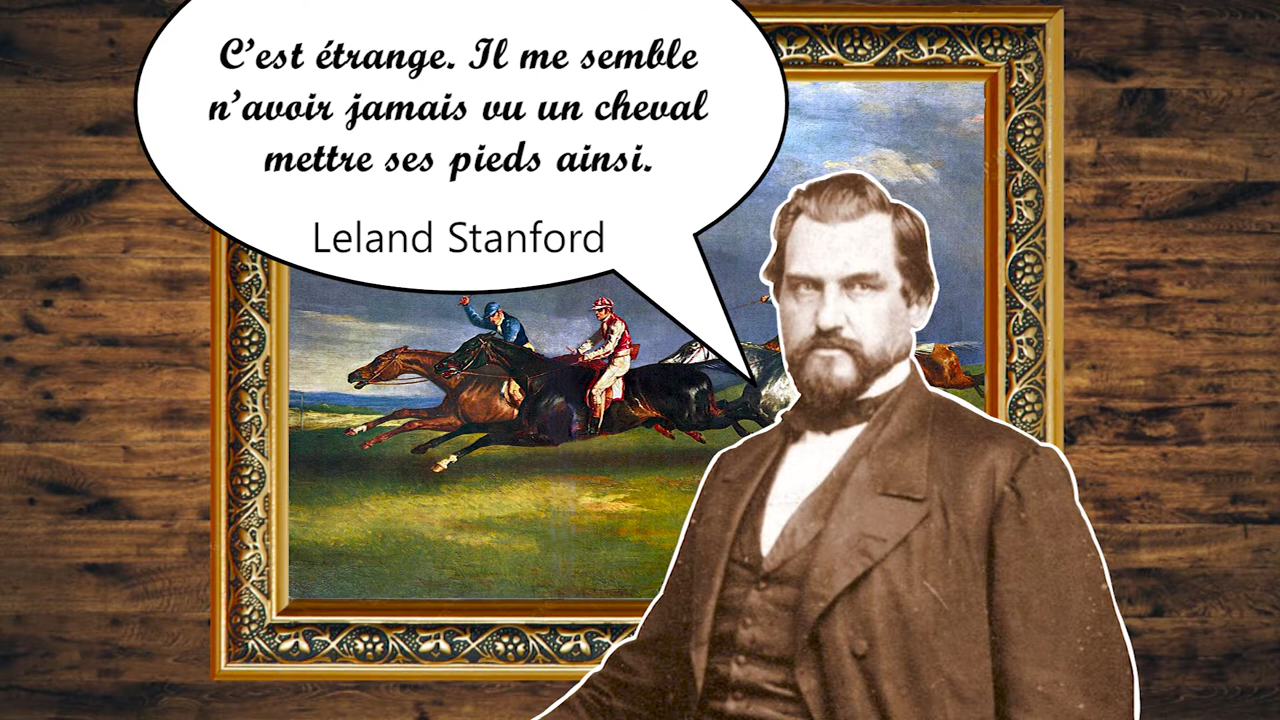 C'est étrange. Il me semble
n'avoir jamais vu un cheval
mettre ses pieds ainsi.
Leland Stanford